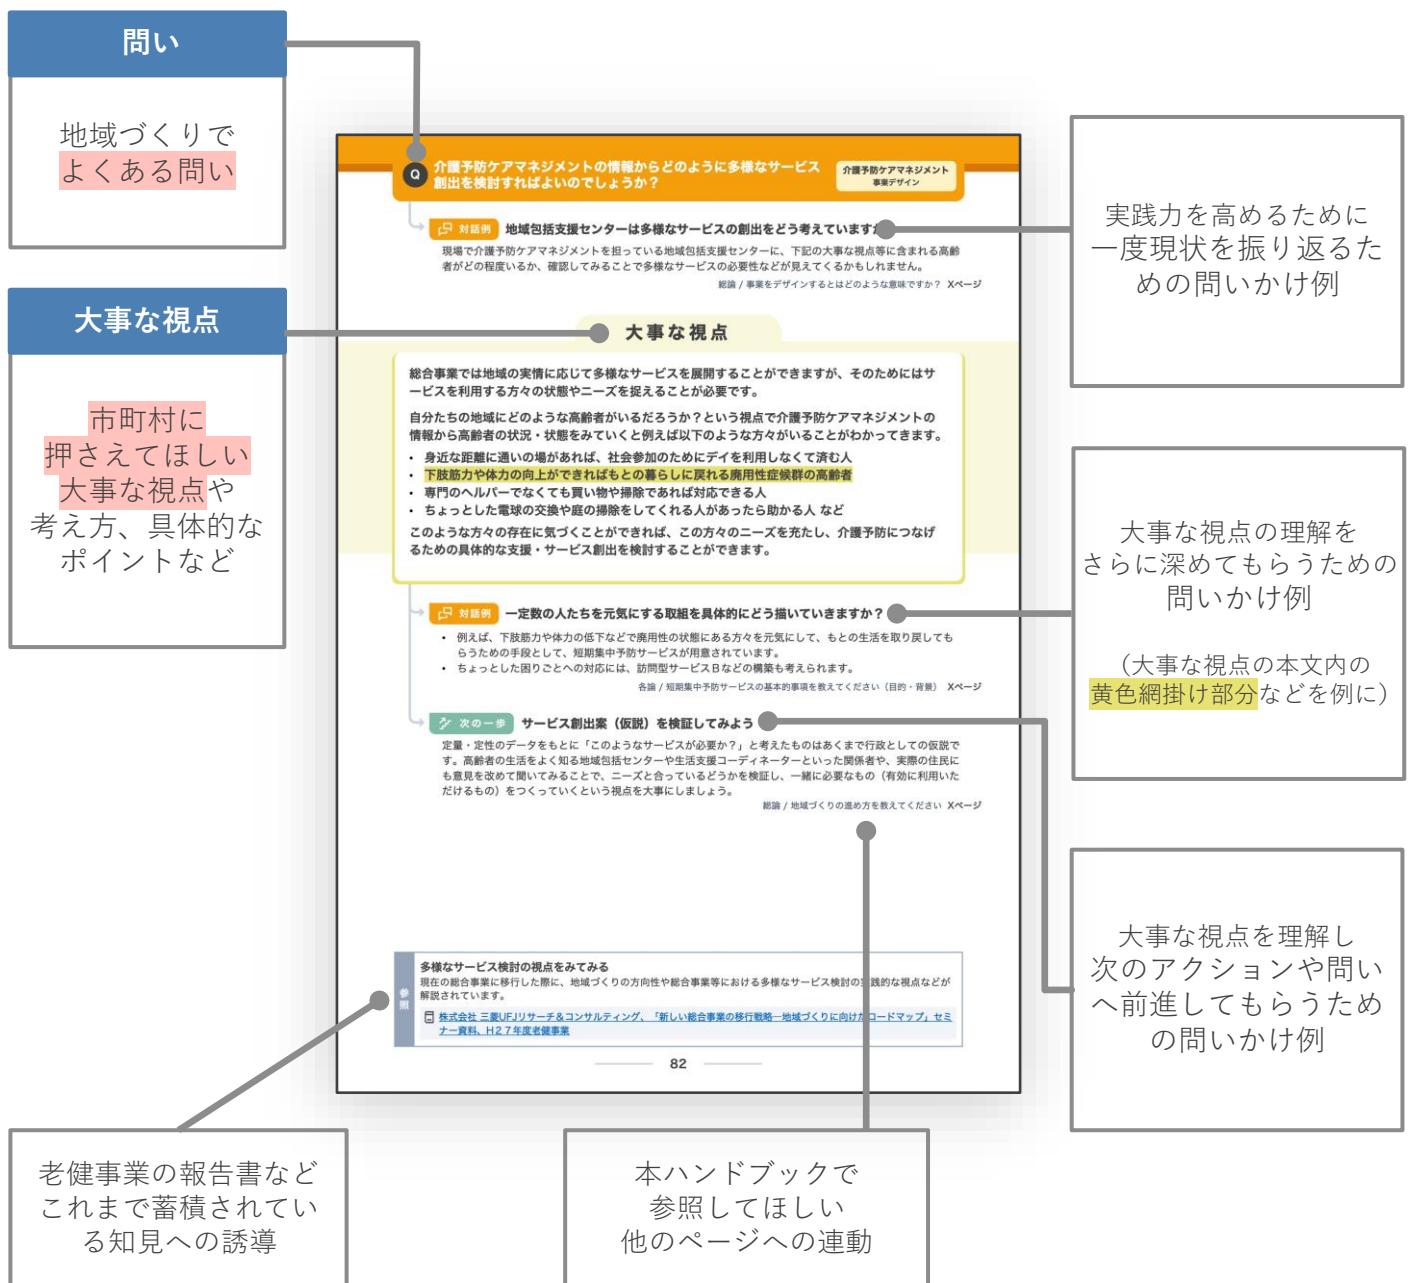 問い
地域づくりで
よくある問い
大事な視点
市町村に
押さえてほしい
大事な視点や
考え方、具体的な
ポイントなど
Q
介護予防ケアマネジメントの情報からどのように多様なサービス
創出を検討すればよいのでしょうか？
介護予防ケアマネジメント
事業デザイン
対話例 地域包括支援センターは多様なサービスの創出をどう考えています
現場で介護予防ケアマネジメントを担っている地域包括支援センターに、下記の大事な視点等に含まれる高齢
者がどの程度いるか、確認してみることで多様なサービスの必要性などが見えてくるかもしれません。
総論 / 事業をデザインするとはどのような意味ですか？ Xページ
大事な視点
総合事業では地域の実情に応じて多様なサービスを展開することができますが、そのためにはサ
ービスを利用する方々の状態やニーズを捉えることが必要です。
自分たちの地域にどのような高齢者がいるだろうか？という視点で介護予防ケアマネジメントの
情報から高齢者の状況・状態をみていくと例えば以下のような方々がいることがわかってきます。
・ 身近な距離に通いの場があれば、社会参加のためにデイを利用しなくて済む人
・ 下肢筋力や体力の向上ができればもとの暮らしに戻れる廃用性症候群の高齢者
・ 専門のヘルパーでなくても買い物や掃除であれば対応できる人
・ ちょっとした電球の交換や庭の掃除をしてくれる人があったら助かる人 など
このような方々の存在に気づくことができれば、この方々のニーズを充たし、介護予防につなげ
るための具体的な支援・サービス創出を検討することができます。
対話例 一定数の人たちを元気にする取組を具体的にどう描いていきますか？
・ 例えば、下肢筋力や体力の低下などで廃用性の状態にある方々を元気にして、もとの生活を取り戻しても
らうための手段として、短期集中予防サービスが用意されています。
・ ちょっとした困りごとへの対応には、訪問型サービスＢなどの構築も考えられます。
各論 / 短期集中予防サービスの基本的事項を教えてください（目的・背景） Xページ
次の一歩 サービス創出案（仮説）を検証してみよう
定量・定性のデータをもとに「このようなサービスが必要か？」と考えたものはあくまで行政としての仮説で
す。高齢者の生活をよく知る地域包括センターや生活支援コーディネーターといった関係者や、実際の住民に
も意見を改めて聞いてみることで、ニーズと合っているどうかを検証し、一緒に必要なもの（有効に利用いた
だけるもの）をつくっていくという視点を大事にしましょう。
総論 / 地域づくりの進め方を教えてください Xページ
参照
多様なサービス検討の視点をみてみる
現在の総合事業に移行した際に、地域づくりの方向性や総合事業等における多様なサービス検討の実践的な視点などが
解説されています。
株式会社 三菱UFJリサーチ＆コンサルティング、「新しい総合事業の移行戦略―地域づくりに向けたロードマップ」セミ
ナー資料、Ｈ２７年度老健事業
82
実践力を高めるために
一度現状を振り返るた
めの問いかけ例
大事な視点の理解を
さらに深めてもらうための
問いかけ例
（大事な視点の本文内の
黄色網掛け部分などを例に）
大事な視点を理解し
次のアクションや問い
へ前進してもらうため
の問いかけ例
老健事業の報告書など
これまで蓄積されてい
る知見への誘導
本ハンドブックで
参照してほしい
他のページへの連動